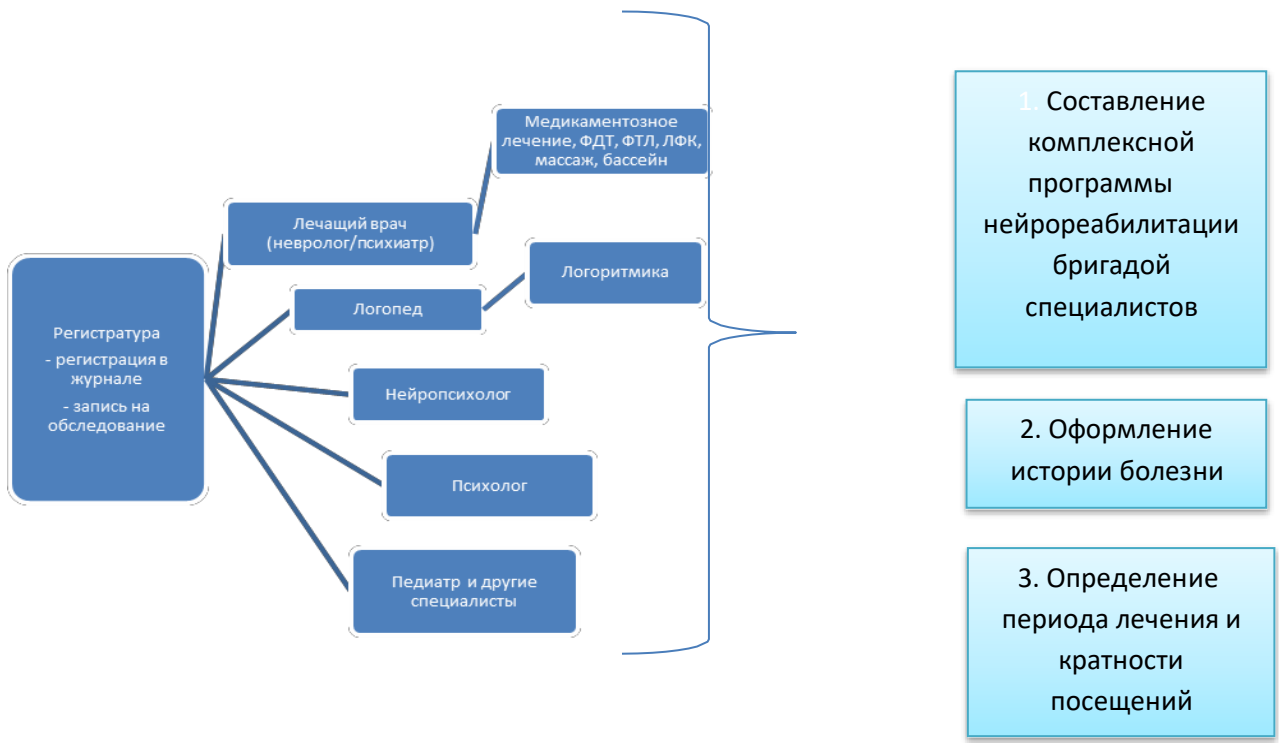 Регистратура
- регистрация в
журнале
- запись на
обследование
Лечащий врач
(невролог/психиатр)
Медикаментозное
лечение, ФДТ, ФТЛ, ЛФК,
массаж, бассейн
Логопед
Логоритмика
Нейропсихолог
Психолог
Педиатр и другие
специалисты
1. Составление
комплексной
программы
нейрореабилитации
бригадой
специалистов
2. Оформление
истории болезни
3. Определение
периода лечения и
кратности
посещений